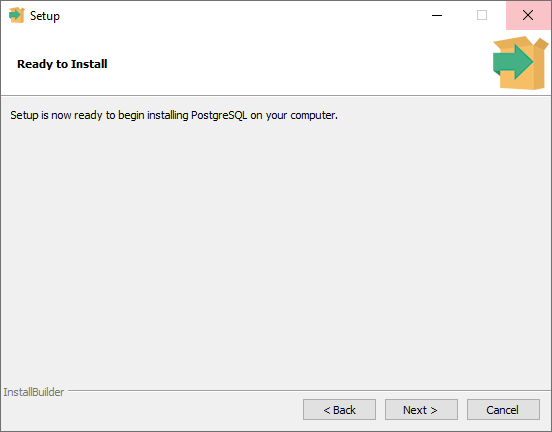 Setup
Ready to Install
Setup is now ready to begin installing PostgreSQL on your computer.
InstallBuilder
< Back
Next >
Cancel